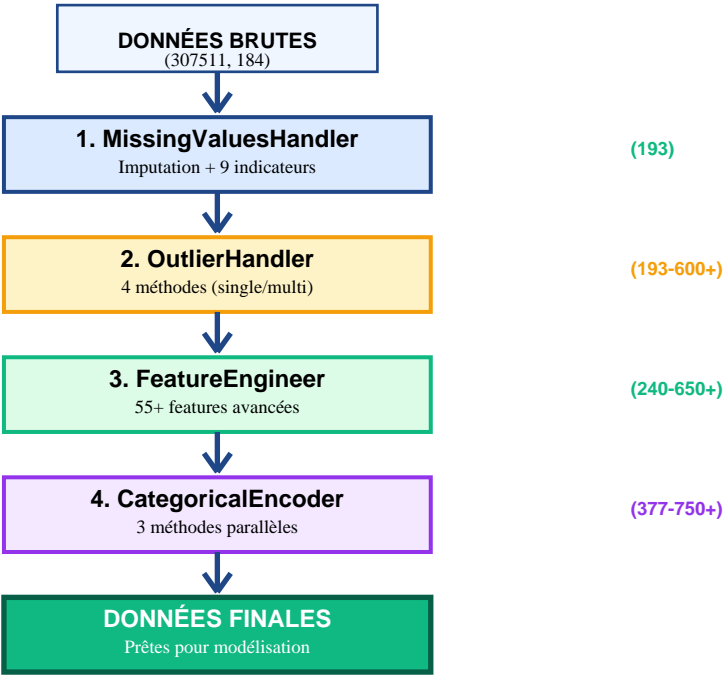 DONNÉES BRUTES
(307511, 184)
1. MissingValuesHandler
Imputation + 9 indicateurs
(193)
2. OutlierHandler
4 méthodes (single/multi)
(193-600+)
3. FeatureEngineer
55+ features avancées
(240-650+)
4. CategoricalEncoder
3 méthodes parallèles
(377-750+)
DONNÉES FINALES
Prêtes pour modélisation